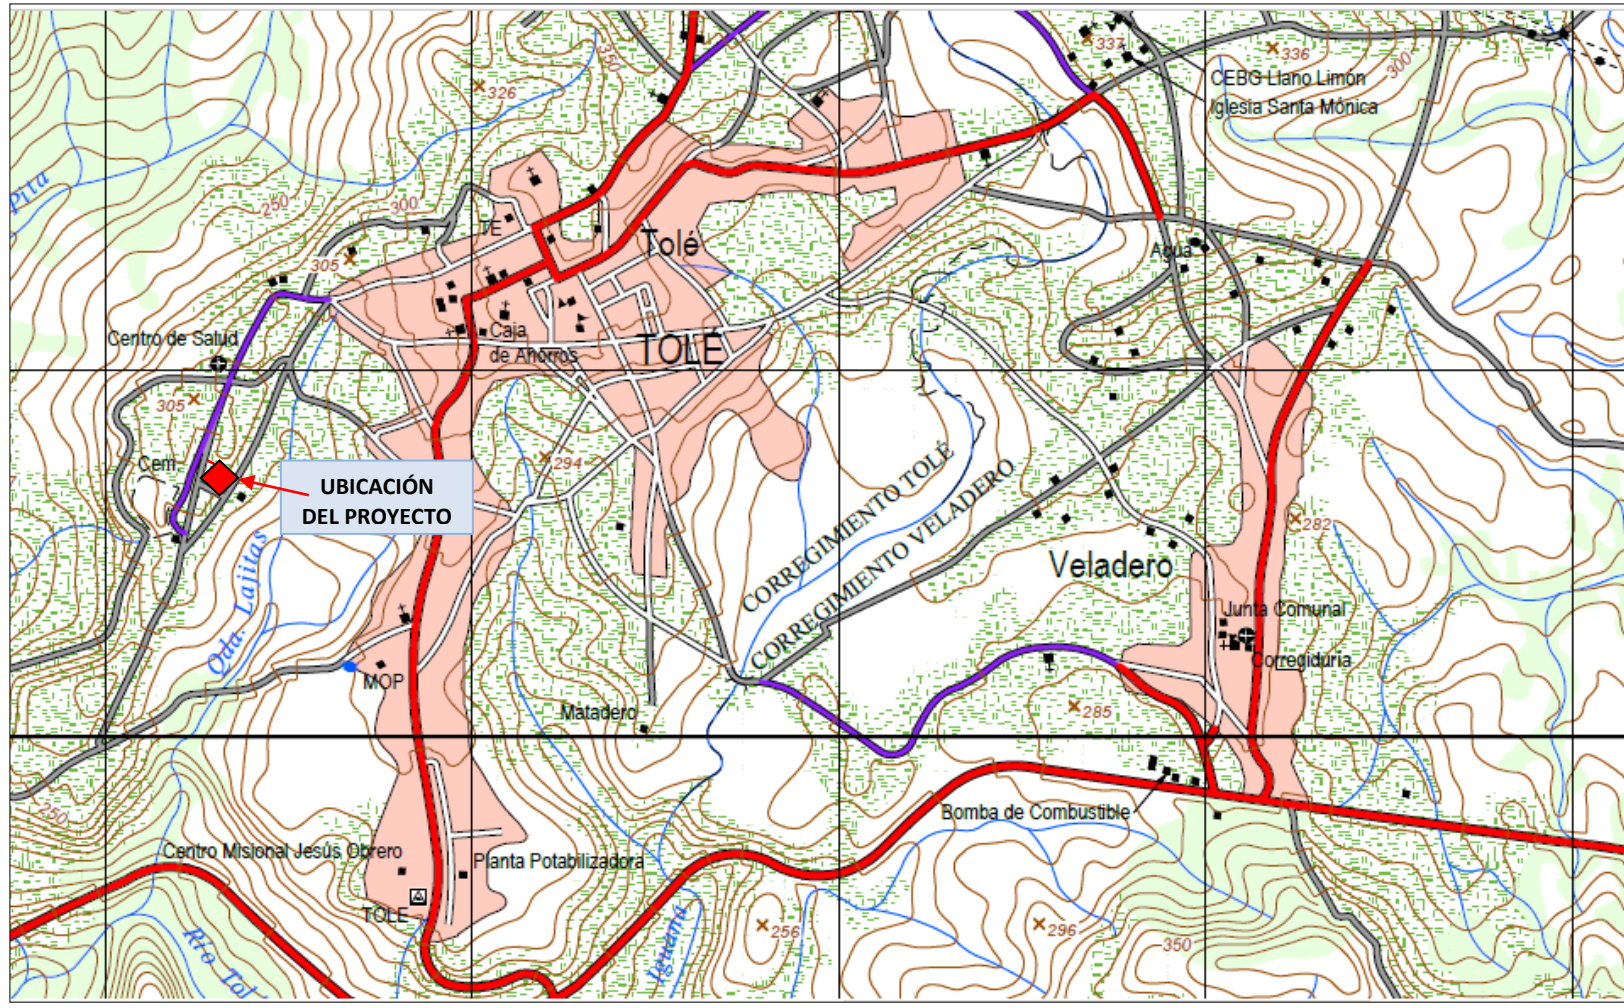 337
336
300
CEBG Llano Limón
Iglesia Santa Mónica
350
326
Pita
250
300
TE
Tolé
305
Agua
Centro de Salud
Caja
de Ahorros
TOLÉ
305
Cem.
294
UBICACIÓN
DEL PROYECTO
CORREGIMIENTO TOLÉ
CORREGIMIENTO VELADERO
282
Qda. Lajitas
Veladero
Junta Comunal
Corregiduria
MOP
Matadero
285
250
Bomba de Combustible
Centro Misional Jesús Obrero
Planta Potabilizadora
TOLE
Río Tol
Iguana
256
296
350